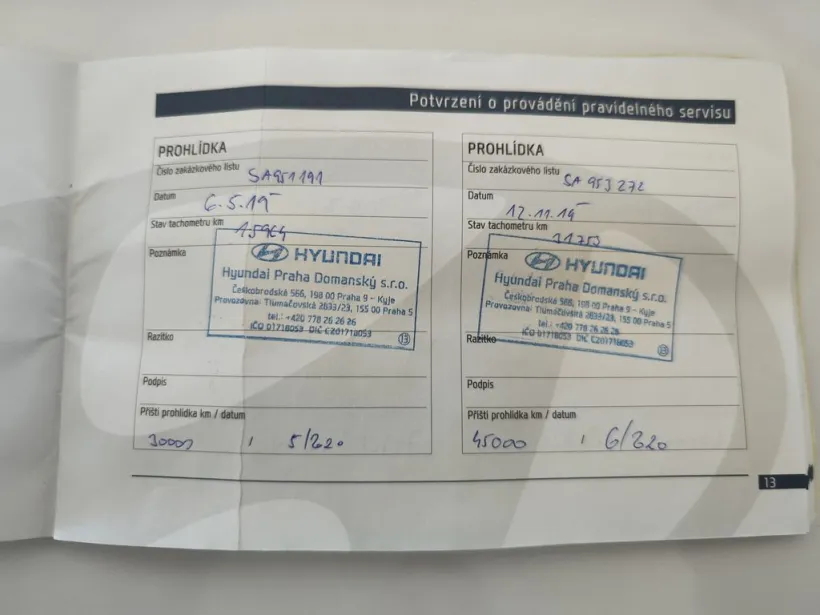 Potvrzení o provádění pravidelného servisu
PROHLÍDKA
Číslo zakázkového listu SA951191
Datum 6.5.19
Stav tachometru km 15964
Poznámka
HYUNDAI
Hyundai Praha Domanský s.r.o.
Českobrodská 566, 198 00 Praha 9 - Kyje
Provozovna: Tlumačovská 2633/23, 155 00 Praha 5
tel.: +420 778 26 26 26
IČO 01718053 DIČ CZ01718053
13
Razítko
Podpis
Příští prohlídka km / datum
30000 / 5/220
PROHLÍDKA
Číslo zakázkového listu SA 953272
Datum 12.11.19
Stav tachometru km
Poznámka
HYUNDAI
Hyundai Praha Domanský s.r.o.
Českobrodská 566, 198 00 Praha 9 - Kyje
Provozovna: Tlumačovská 2633/23, 155 00 Praha 5
tel.: +420 778 26 26 26
IČO 01718053 DIČ CZ01718053
Razítko
Podpis
Příští prohlídka km / datum
45000 / 6/220
13